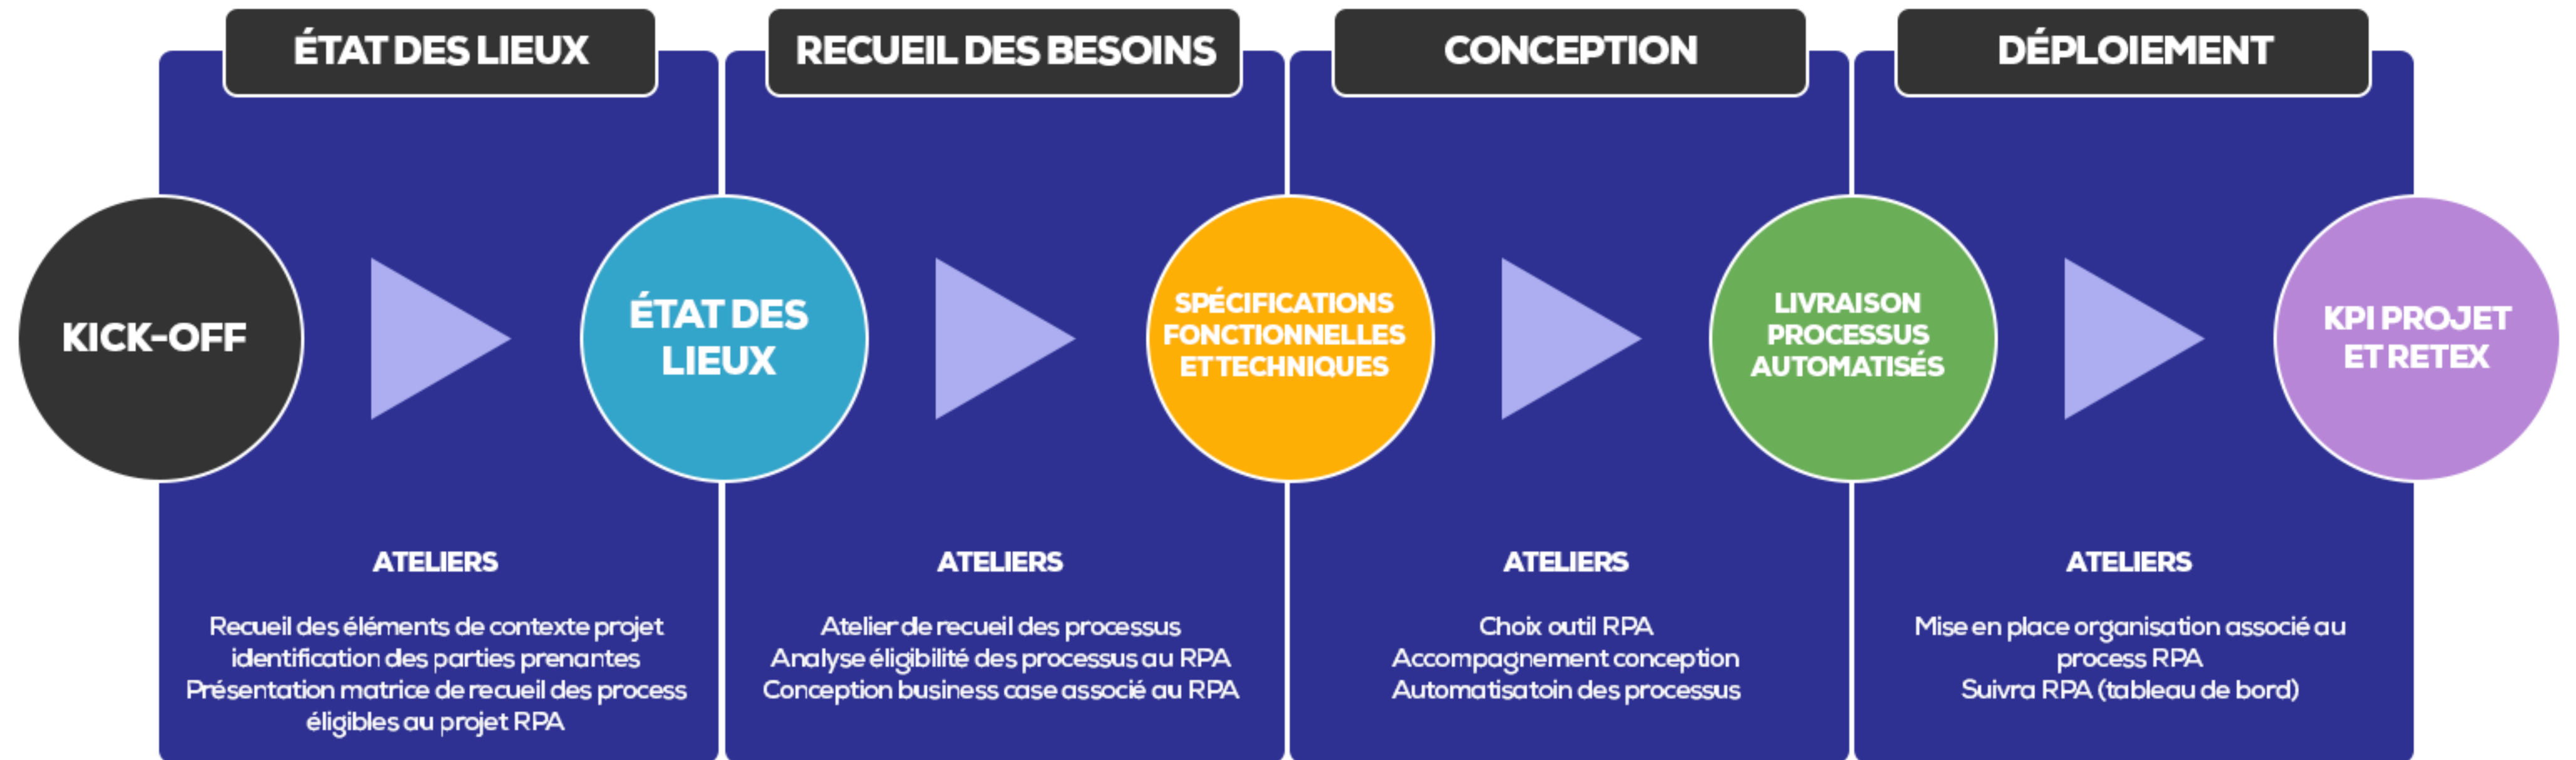 ÉTAT DES LIEUX
RECUEIL DES BESOINS
CONCEPTION
DÉPLOIEMENT
KICK-OFF
ÉTAT DES
LIEUX
SPÉCIFICATIONS
FONCTIONNELLES
ET TECHNIQUES
LIVRAISON
PROCESSUS
AUTOMATISÉS
KPI PROJET
ET RETEX
ATELIERS
Recueil des éléments de contexte projet
identification des parties prenantes
Présentation matrice de recueil des process
éligibles au projet RPA
ATELIERS
Atelier de recueil des processus
Analyse éligibilité des processus au RPA
Conception business case associé au RPA
ATELIERS
Choix outil RPA
Accompagnement conception
Automatisatoin des processus
ATELIERS
Mise en place organisation associé au
process RPA
Suivra RPA (tableau de bord)